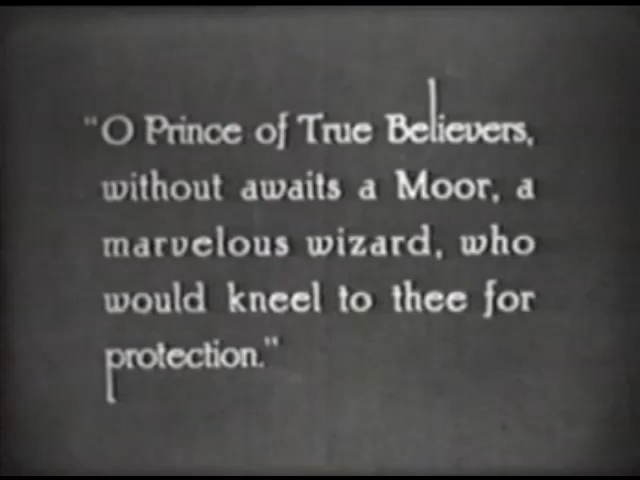 "O Prince of True Believers,
without awaits a Moor, a
marvelous wizard, who
would kneel to thee for
protection."